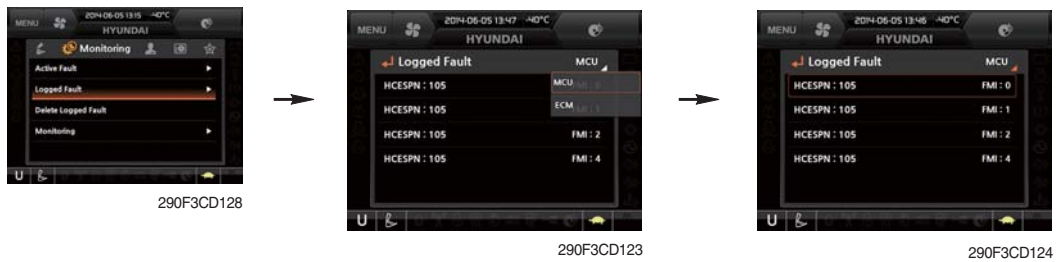 MENU 2014-06-05 13:15 -40°C
HYUNDAI
Monitoring
Active Fault
Logged Fault
Delete Logged Fault
Monitoring
U
290F3CD128
MENU 2014-06-05 13:47 -40°C
HYUNDAI
Logged Fault MCU
HCESPN : 105 MCU
HCESPN : 105 ECM
HCESPN : 105 FMI : 2
HCESPN : 105 FMI : 4
U
290F3CD123
MENU 2014-06-05 13:46 -40°C
HYUNDAI
Logged Fault MCU
HCESPN : 105 FMI : 0
HCESPN : 105 FMI : 1
HCESPN : 105 FMI : 2
HCESPN : 105 FMI : 4
U
290F3CD124